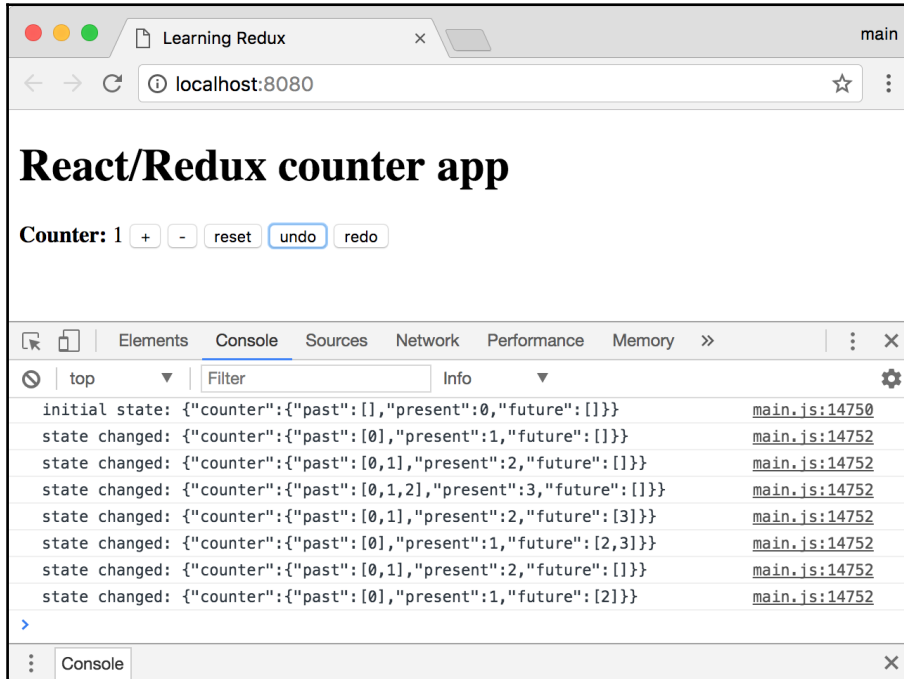 Learning Redux ×
main
localhost:8080
React/Redux counter app
Counter: 1 + - reset undo redo
Elements Console Sources Network Performance Memory »
top Filter Info
initial state: {"counter":{"past":[],"present":0,"future":[]}} main.js:14750
state changed: {"counter":{"past":[0],"present":1,"future":[]}} main.js:14752
state changed: {"counter":{"past":[0,1],"present":2,"future":[]}} main.js:14752
state changed: {"counter":{"past":[0,1,2],"present":3,"future":[]}} main.js:14752
state changed: {"counter":{"past":[0,1],"present":2,"future":[3]}} main.js:14752
state changed: {"counter":{"past":[0],"present":1,"future":[2,3]}} main.js:14752
state changed: {"counter":{"past":[0,1],"present":2,"future":[]}} main.js:14752
state changed: {"counter":{"past":[0],"present":1,"future":[2]}} main.js:14752
>
Console